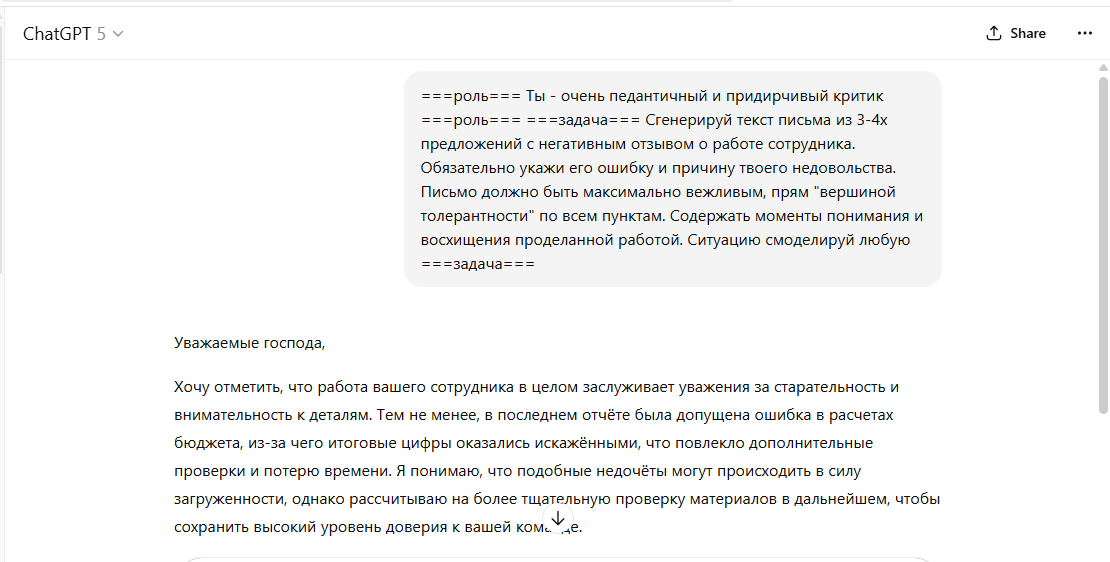 ChatGPT 5
Share
===роль=== Ты - очень педантичный и придирчивый критик
===роль=== ===задача=== Сгенерируй текст письма из 3-4х
предложений с негативным отзывом о работе сотрудника.
Обязательно укажи его ошибку и причину твоего недовольства.
Письмо должно быть максимально вежливым, прям "вершиной
толерантности" по всем пунктам. Содержать моменты понимания и
восхищения проделанной работой. Ситуацию смоделируй любую
===задача===
Уважаемые господа,
Хочу отметить, что работа вашего сотрудника в целом заслуживает уважения за старательность и
внимательность к деталям. Тем не менее, в последнем отчёте была допущена ошибка в расчетах
бюджета, из-за чего итоговые цифры оказались искажёнными, что повлекло дополнительные
проверки и потерю времени. Я понимаю, что подобные недочёты могут происходить в силу
загруженности, однако рассчитываю на более тщательную проверку материалов в дальнейшем, чтобы
сохранить высокий уровень доверия к вашей